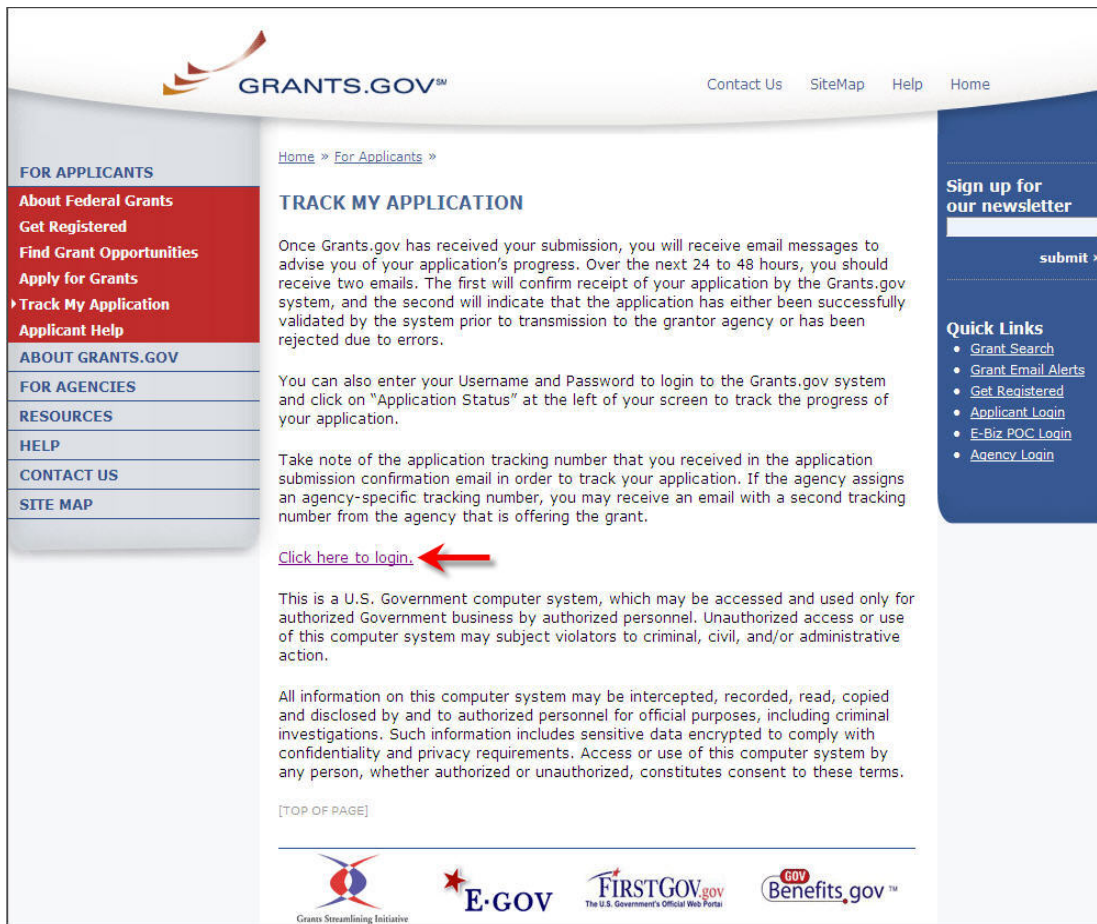 GRANTS.GOV℠
Contact Us SiteMap Help Home
FOR APPLICANTS
About Federal Grants
Get Registered
Find Grant Opportunities
Apply for Grants
Track My Application
Applicant Help
ABOUT GRANTS.GOV
FOR AGENCIES
RESOURCES
HELP
CONTACT US
SITE MAP
Home » For Applicants »
TRACK MY APPLICATION
Once Grants.gov has received your submission, you will receive email messages to
advise you of your application's progress. Over the next 24 to 48 hours, you should
receive two emails. The first will confirm receipt of your application by the Grants.gov
system, and the second will indicate that the application has either been successfully
validated by the system prior to transmission to the grantor agency or has been
rejected due to errors.
You can also enter your Username and Password to login to the Grants.gov system
and click on “Application Status” at the left of your screen to track the progress of
your application.
Take note of the application tracking number that you received in the application
submission confirmation email in order to track your application. If the agency assigns
an agency-specific tracking number, you may receive an email with a second tracking
number from the agency that is offering the grant.
Click here to login.
This is a U.S. Government computer system, which may be accessed and used only for
authorized Government business by authorized personnel. Unauthorized access or use
of this computer system may subject violators to criminal, civil, and/or administrative
action.
All information on this computer system may be intercepted, recorded, read, copied
and disclosed by and to authorized personnel for official purposes, including criminal
investigations. Such information includes sensitive data encrypted to comply with
confidentiality and privacy requirements. Access or use of this computer system by
any person, whether authorized or unauthorized, constitutes consent to these terms.
[TOP OF PAGE]
Sign up for
our newsletter
submit »
Quick Links
Grant Search
Grant Email Alerts
Get Registered
Applicant Login
E-Biz POC Login
Agency Login
Grants Streamlining Initiative
E·GOV
FIRSTGOV.gov
The U.S. Government's Official Web Portal
GOV
Benefits.gov ™